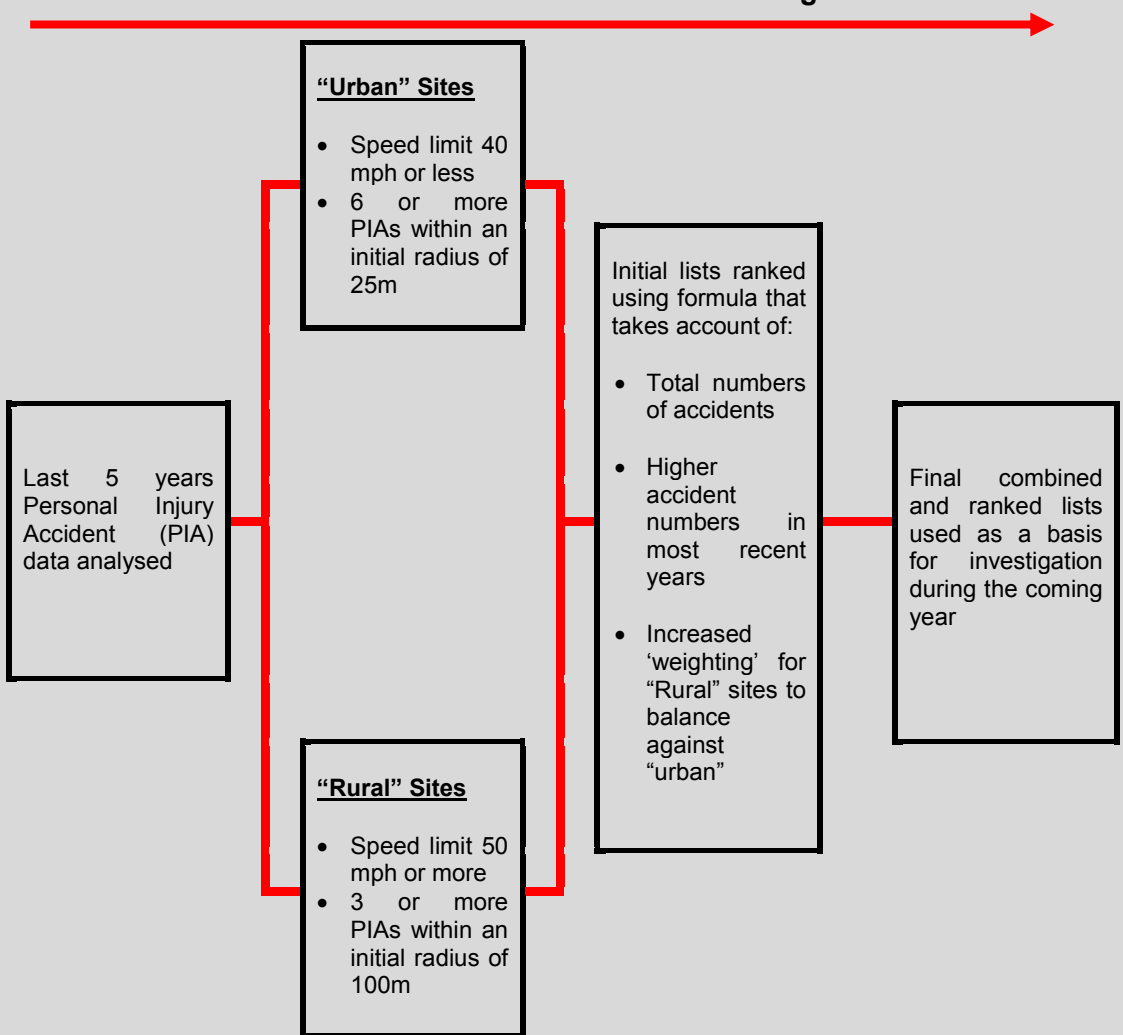 “Urban” Sites
• Speed limit 40
mph or less
• 6 or more
PIAs within an
initial radius of
25m
Initial lists ranked
using formula that
takes account of:
• Total numbers
of accidents
• Higher
accident
numbers in
most recent
years
• Increased
‘weighting’ for
“Rural” sites to
balance
against
“urban”
Last 5 years
Personal Injury
Accident (PIA)
data analysed
Final combined
and ranked lists
used as a basis
for investigation
during the coming
year
“Rural” Sites
• Speed limit 50
mph or more
• 3 or more
PIAs within an
initial radius of
100m